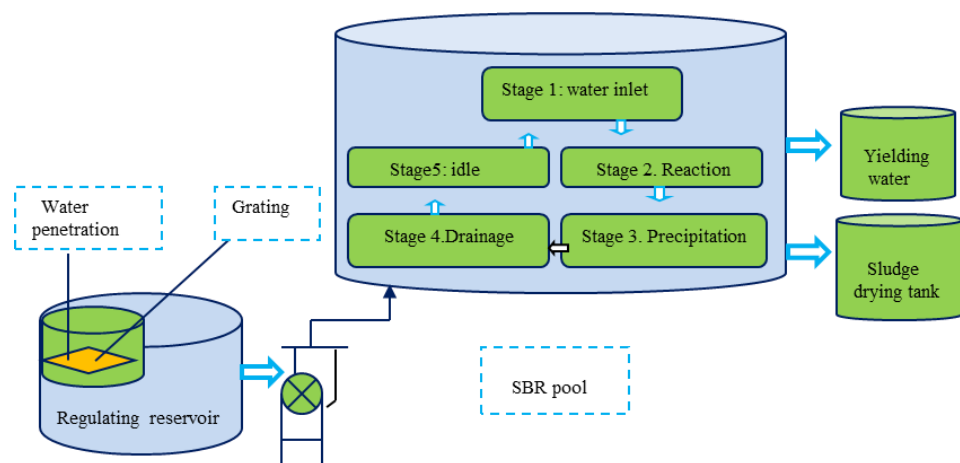 Stage 1: water inlet
Stage5: idle
Stage 2. Reaction
Stage 4.Drainage
Stage 3. Precipitation
Yielding
water
Sludge
drying tank
Water
penetration
Grating
Regulating reservoir
SBR pool